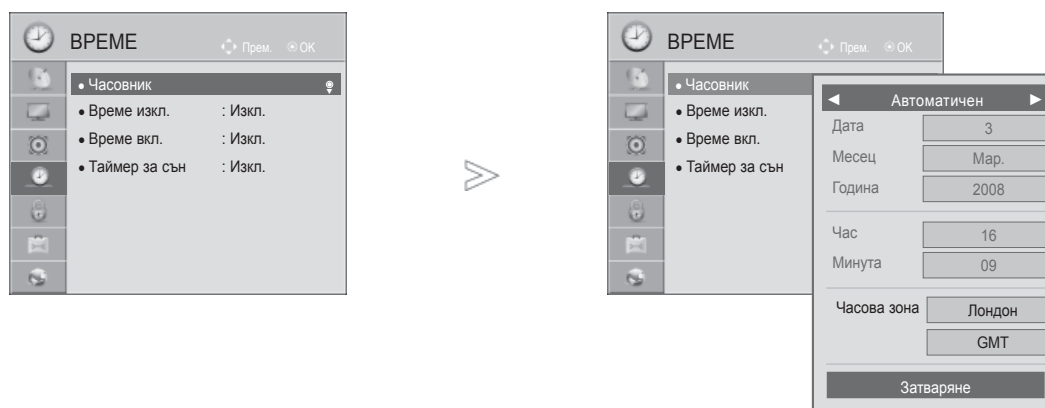 ВРЕМЕ Прем. OK
• Часовник
• Време изкл. : Изкл.
• Време вкл. : Изкл.
• Таймер за сън : Изкл.
ВРЕМЕ Прем. OK
• Часовник
• Време изкл.
• Време вкл.
• Таймер за сън
◄ Автоматичен ►
Дата 3
Месец Мар.
Година 2008
Час 16
Минута 09
Часова зона Лондон
GMT
Затваряне